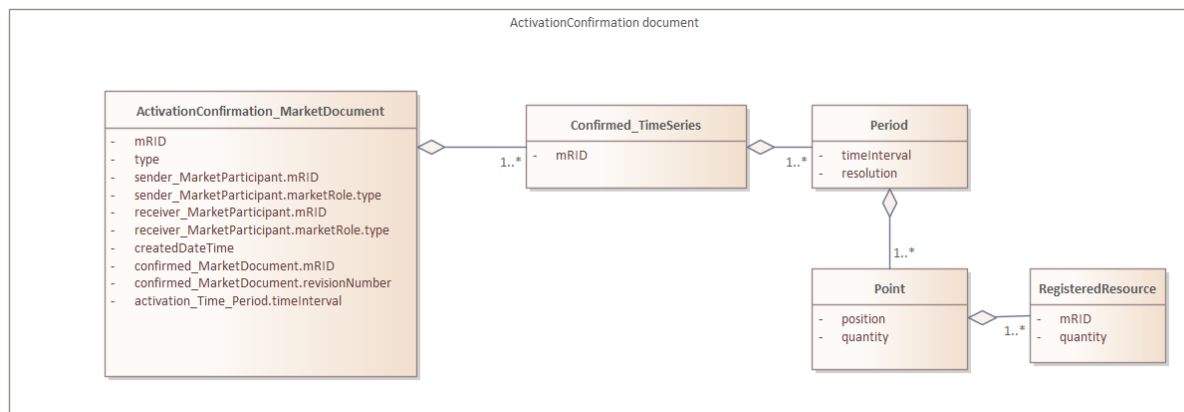 ActivationConfirmation document
ActivationConfirmation_MarketDocument
- mRID
- type
- sender_MarketParticipant.mRID
- sender_MarketParticipant.marketRole.type
- receiver_MarketParticipant.mRID
- receiver_MarketParticipant.marketRole.type
- createdDateTime
- confirmed_MarketDocument.mRID
- confirmed_MarketDocument.revisionNumber
- activation_Time_Period.timeInterval
1..*
Confirmed_TimeSeries
- mRID
1..*
Period
- timeInterval
- resolution
1..*
Point
- position
- quantity
1..*
RegisteredResource
- mRID
- quantity